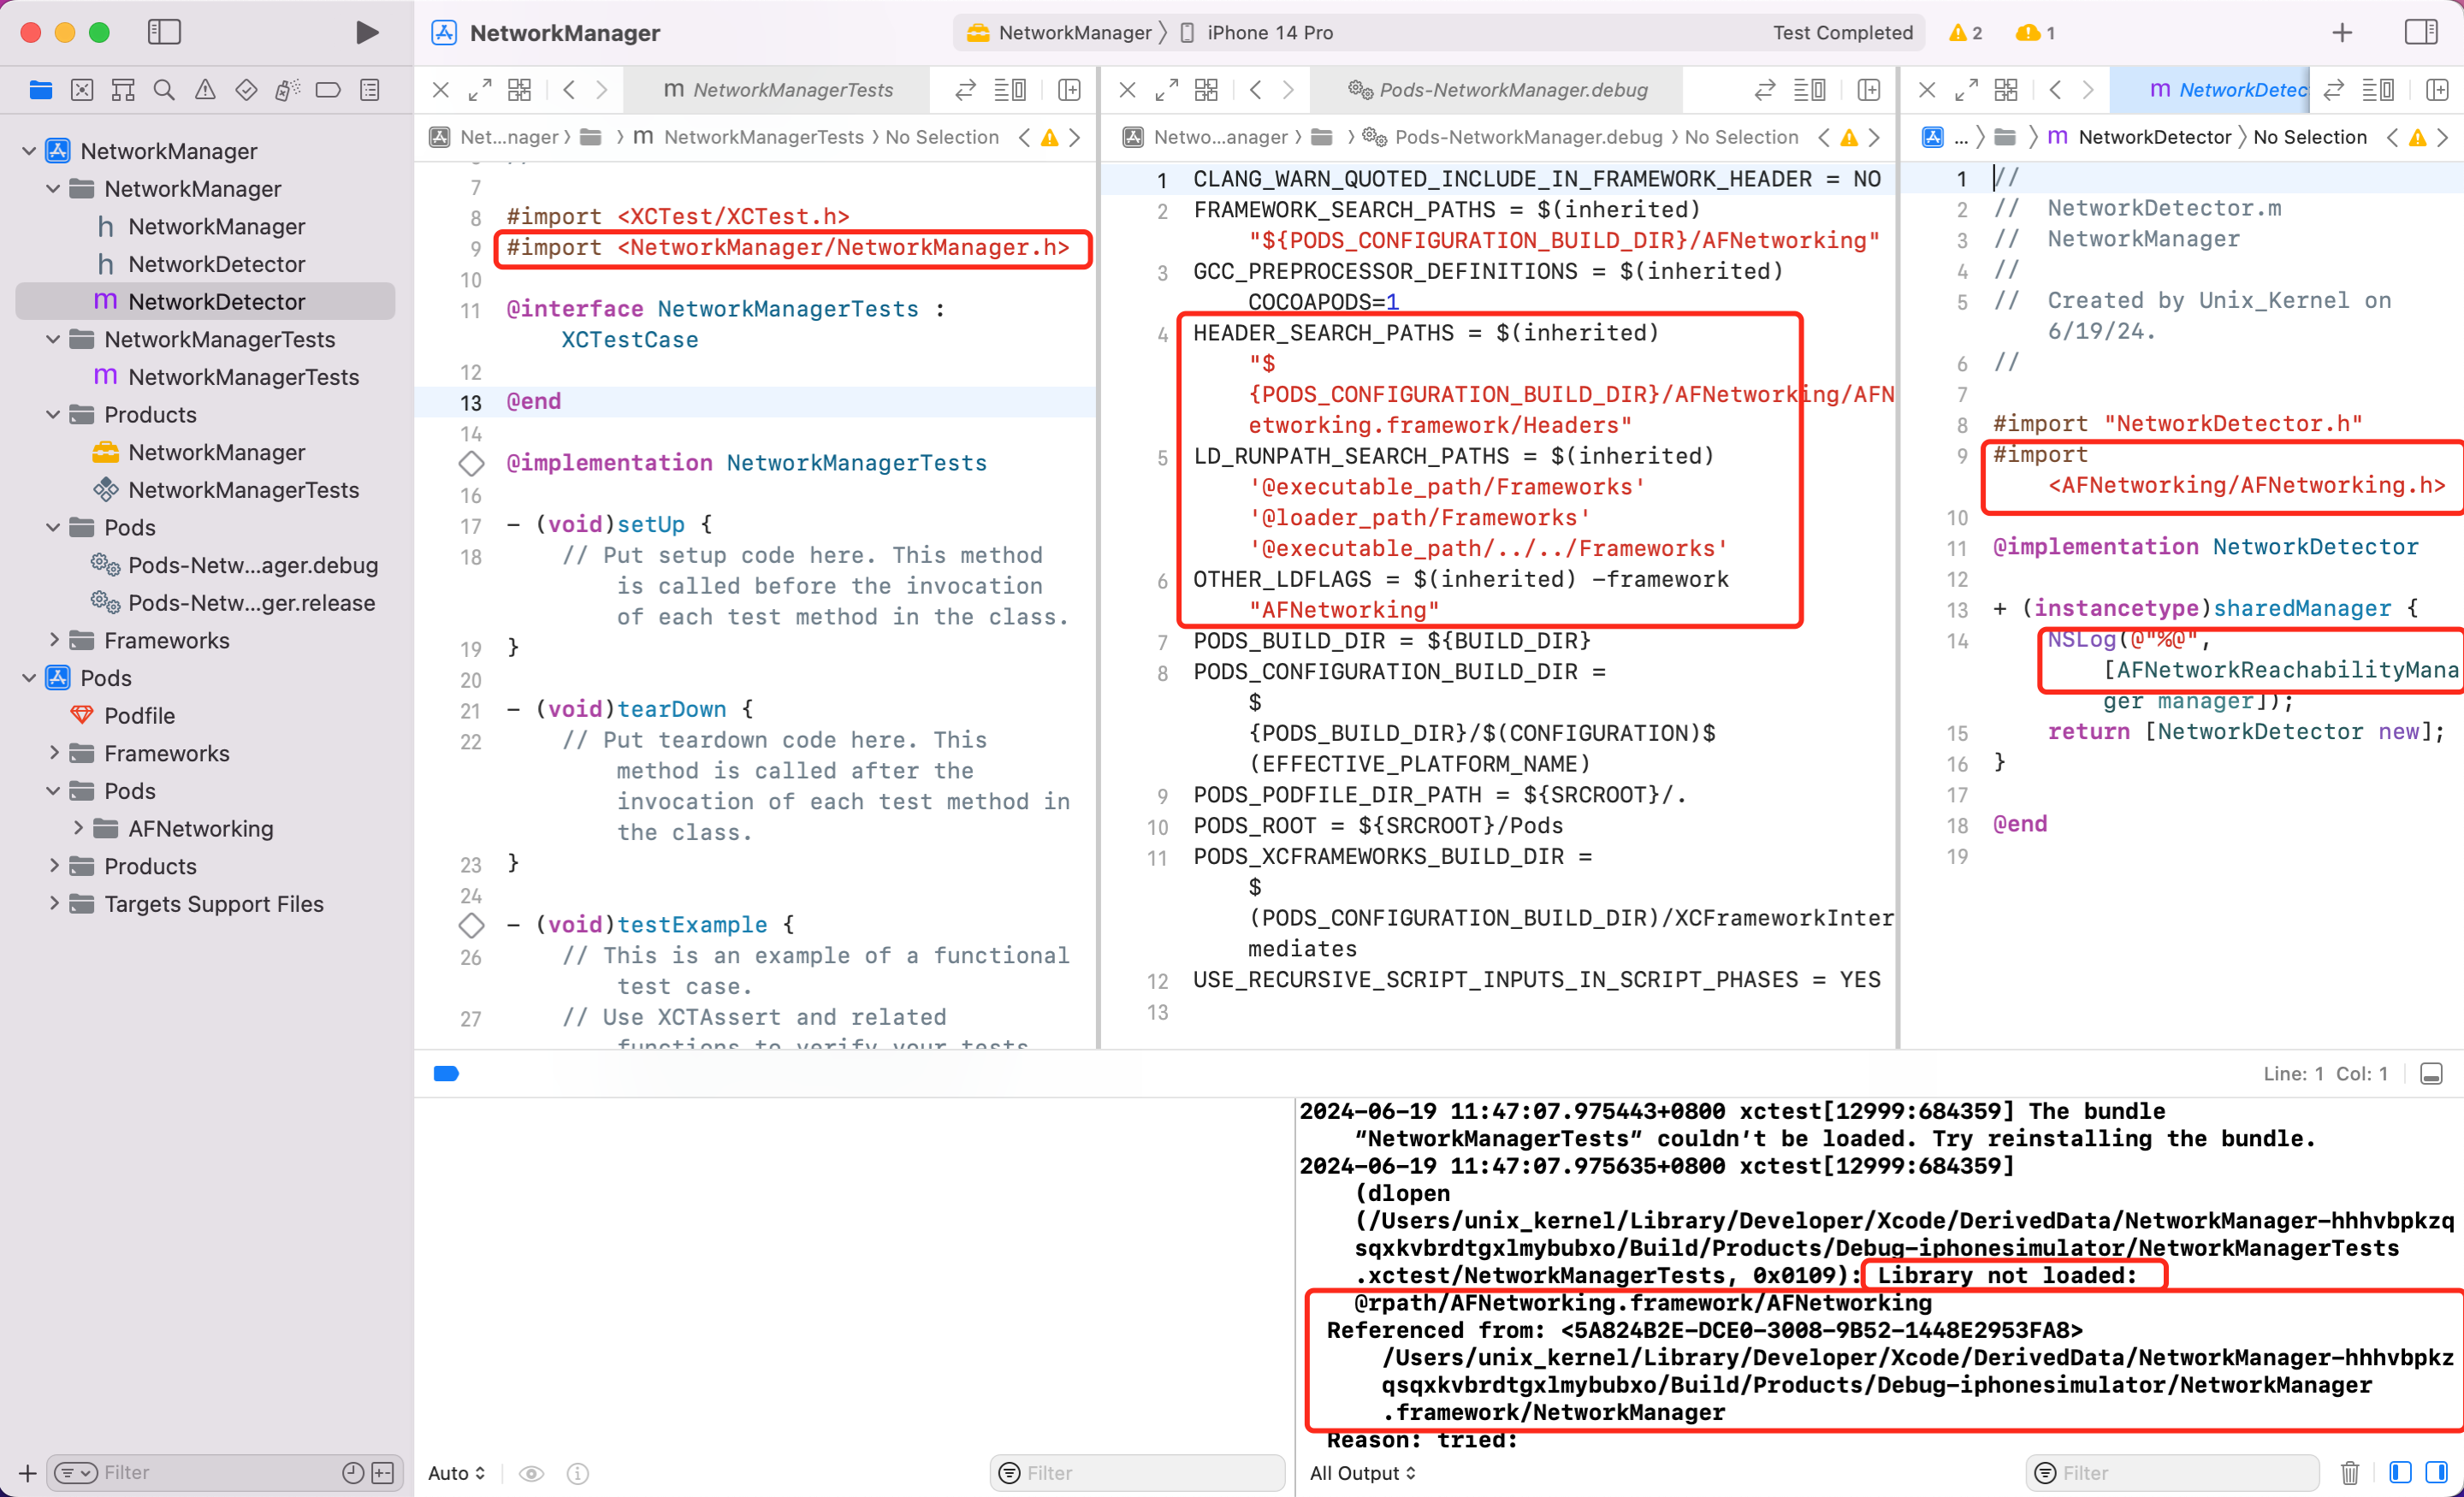 NetworkManager
NetworkManager
iPhone 14 Pro
Test Completed
2
1
NetworkManager
NetworkManager
h NetworkManager
h NetworkDetector
m NetworkDetector
NetworkManagerTests
m NetworkManagerTests
Products
NetworkManager
NetworkManagerTests
Pods
Pods-Netw...ager.debug
Pods-Netw...ger.release
Frameworks
Pods
Podfile
Frameworks
Pods
AFNetworking
Products
Targets Support Files
Filter
m NetworkManagerTests
Net...nager
m NetworkManagerTests
No Selection
7
8 #import <XCTest/XCTest.h>
9 #import <NetworkManager/NetworkManager.h>
10
11 @interface NetworkManagerTests :
XCTestCase
12
13 @end
14
@implementation NetworkManagerTests
16
17 - (void)setUp {
18 // Put setup code here. This method
is called before the invocation
of each test method in the class.
19 }
20
21 - (void)tearDown {
22 // Put teardown code here. This
method is called after the
invocation of each test method in
the class.
23 }
24
- (void)testExample {
26 // This is an example of a functional
test case.
27 // Use XCTAssert and related
functions to verify your tests
Pods-NetworkManager.debug
Netwo...anager
Pods-NetworkManager.debug
No Selection
1 CLANG_WARN_QUOTED_INCLUDE_IN_FRAMEWORK_HEADER = NO
2 FRAMEWORK_SEARCH_PATHS = $(inherited)
"${PODS_CONFIGURATION_BUILD_DIR}/AFNetworking"
3 GCC_PREPROCESSOR_DEFINITIONS = $(inherited)
COCOAPODS=1
4 HEADER_SEARCH_PATHS = $(inherited)
"$
{PODS_CONFIGURATION_BUILD_DIR}/AFNetworking/AFN
etworking.framework/Headers"
5 LD_RUNPATH_SEARCH_PATHS = $(inherited)
'@executable_path/Frameworks'
'@loader_path/Frameworks'
'@executable_path/../../Frameworks'
6 OTHER_LDFLAGS = $(inherited) -framework
"AFNetworking"
7 PODS_BUILD_DIR = ${BUILD_DIR}
8 PODS_CONFIGURATION_BUILD_DIR =
$
{PODS_BUILD_DIR}/$(CONFIGURATION)$
(EFFECTIVE_PLATFORM_NAME)
9 PODS_PODFILE_DIR_PATH = ${SRCROOT}/.
10 PODS_ROOT = ${SRCROOT}/Pods
11 PODS_XCFRAMEWORKS_BUILD_DIR =
$
(PODS_CONFIGURATION_BUILD_DIR)/XCFrameworkInter
mediates
12 USE_RECURSIVE_SCRIPT_INPUTS_IN_SCRIPT_PHASES = YES
13
m NetworkDetec
...
m NetworkDetector
No Selection
1 //
2 // NetworkDetector.m
3 // NetworkManager
4 //
5 // Created by Unix_Kernel on
6/19/24.
6 //
7
8 #import "NetworkDetector.h"
9 #import
<AFNetworking/AFNetworking.h>
10
11 @implementation NetworkDetector
12
13 + (instancetype)sharedManager {
14 NSLog(@"%@",
[AFNetworkReachabilityMana
ger manager]);
15 return [NetworkDetector new];
16 }
17
18 @end
19
Line: 1 Col: 1
2024-06-19 11:47:07.975443+0800 xctest[12999:684359] The bundle
“NetworkManagerTests” couldn’t be loaded. Try reinstalling the bundle.
2024-06-19 11:47:07.975635+0800 xctest[12999:684359]
(dlopen
(/Users/unix_kernel/Library/Developer/Xcode/DerivedData/NetworkManager-hhhvbpkzq
sqxkvbrdtgxlmybubxo/Build/Products/Debug-iphonesimulator/NetworkManagerTests
.xctest/NetworkManagerTests, 0x0109): Library not loaded:
@rpath/AFNetworking.framework/AFNetworking
Referenced from: <5A824B2E-DCE0-3008-9B52-1448E2953FA8>
/Users/unix_kernel/Library/Developer/Xcode/DerivedData/NetworkManager-hhhvbpkz
qsqxkvbrdtgxlmybubxo/Build/Products/Debug-iphonesimulator/NetworkManager
.framework/NetworkManager
Reason: tried:
Auto
Filter
All Output
Filter